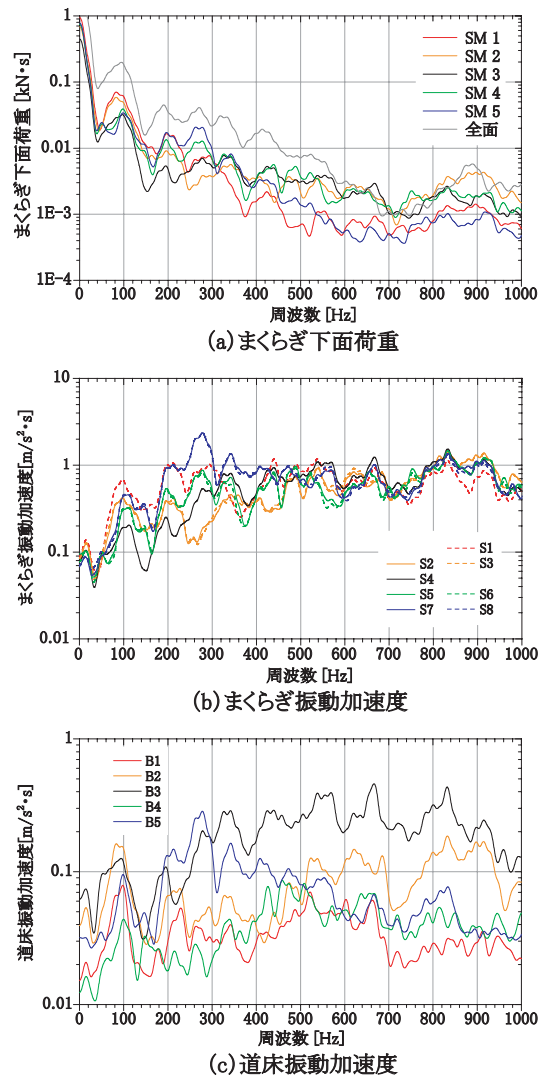 まくらぎ下面荷重 [kN・s]
1
0.1
0.01
1E-3
1E-4
SM 1
SM 2
SM 3
SM 4
SM 5
全面
0 100 200 300 400 500 600 700 800 900 1000
周波数 [Hz]
(a) まくらぎ下面荷重
まくらぎ振動加速度[m/s²・s]
10
1
0.1
0.01
S1
S2 S3
S4
S5 S6
S7 S8
0 100 200 300 400 500 600 700 800 900 1000
周波数 [Hz]
(b) まくらぎ振動加速度
道床振動加速度[m/s²・s]
1
0.1
0.01
B1
B2
B3
B4
B5
0 100 200 300 400 500 600 700 800 900 1000
周波数 [Hz]
(c) 道床振動加速度